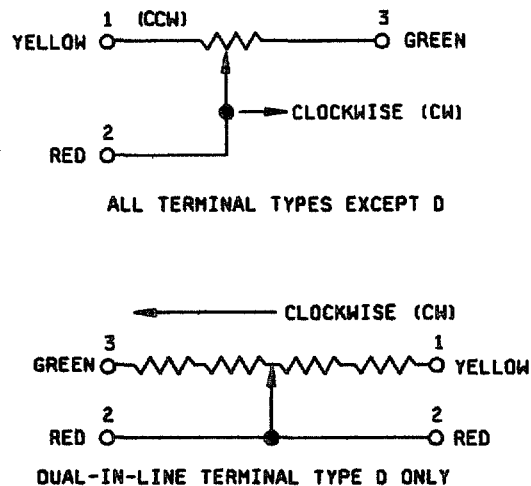 1 (CCW) 3
YELLOW GREEN
CLOCKWISE (CW)
2
RED
ALL TERMINAL TYPES EXCEPT D
CLOCKWISE (CW)
3 1
GREEN YELLOW
2 2
RED RED
DUAL-IN-LINE TERMINAL TYPE D ONLY